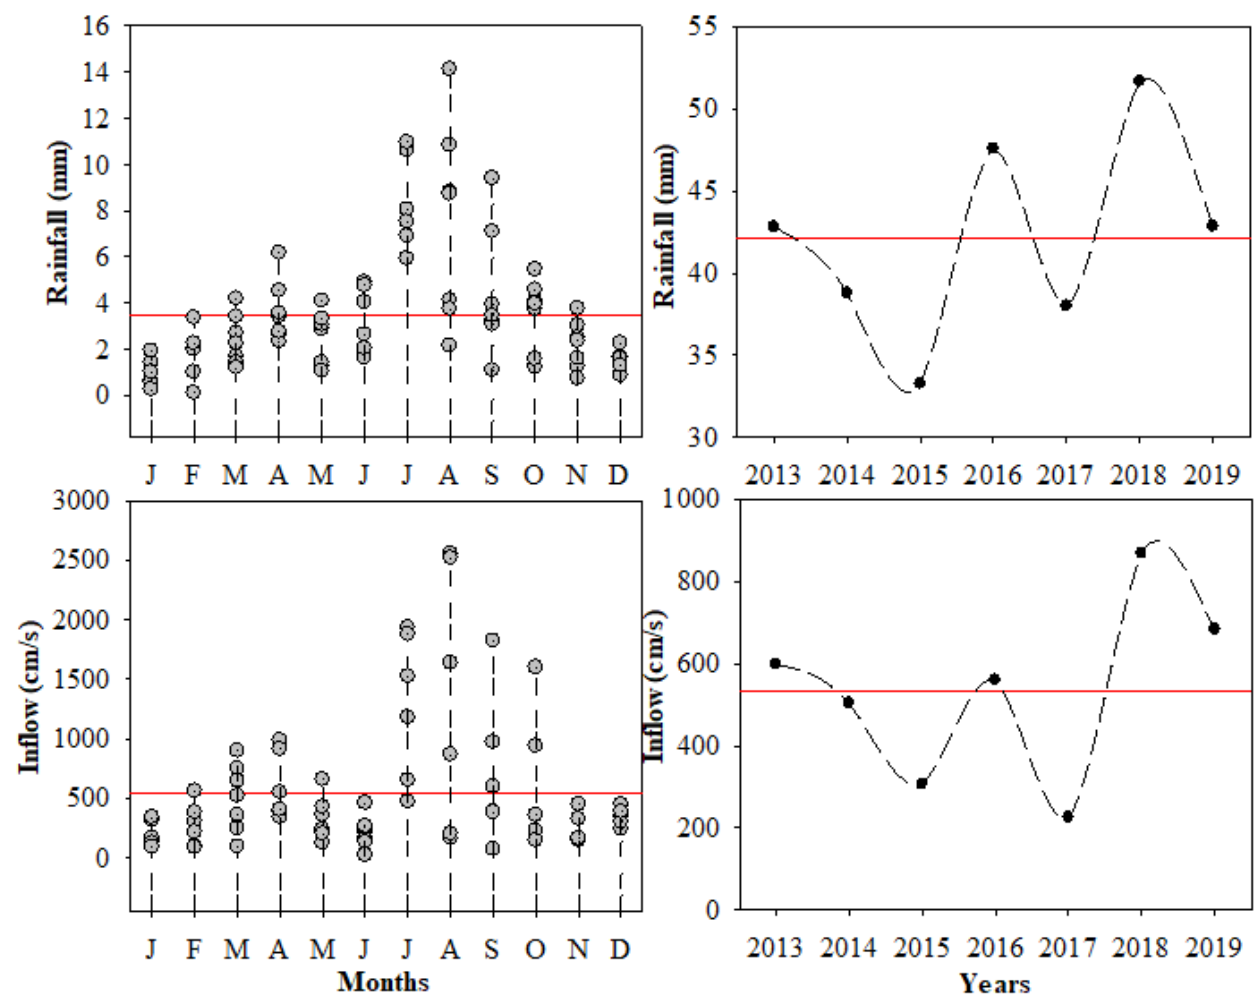 Rainfall (mm)
16
14
12
10
8
6
4
2
0
J F M A M J J A S O N D
Rainfall (mm)
55
50
45
40
35
30
2013 2014 2015 2016 2017 2018 2019
Inflow (cm/s)
3000
2500
2000
1500
1000
500
0
J F M A M J J A S O N D
Months
Inflow (cm/s)
1000
800
600
400
200
0
2013 2014 2015 2016 2017 2018 2019
Years